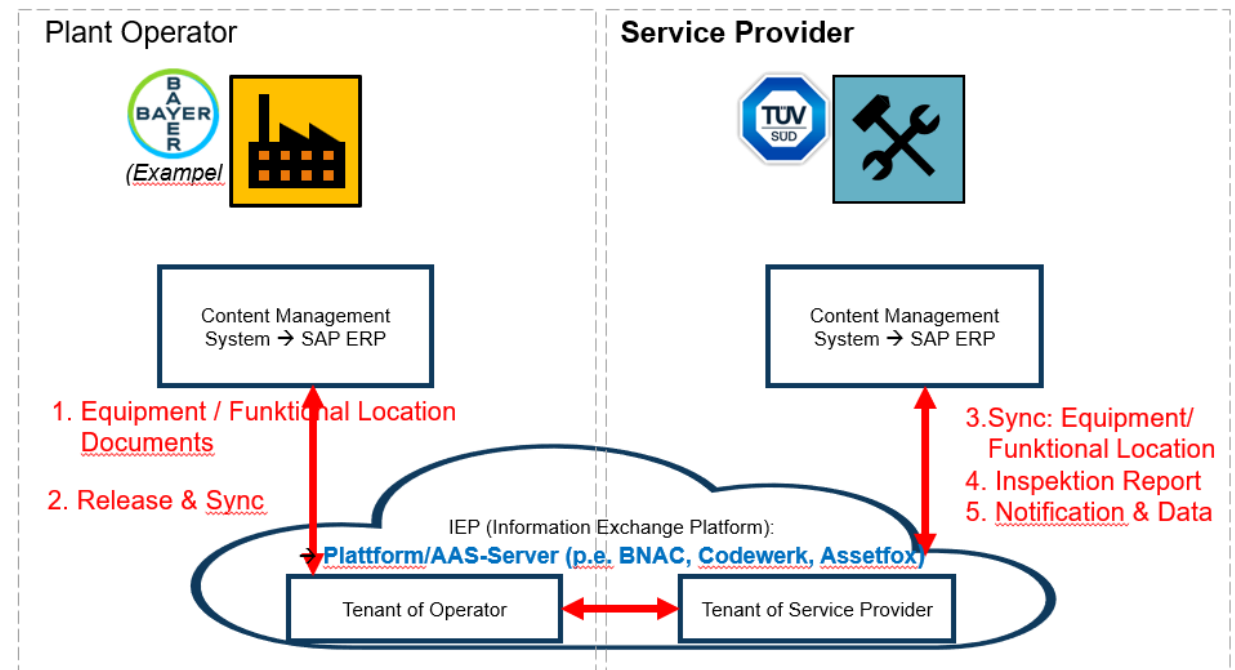 Plant Operator
Service Provider
BAYER
BAYER
(Exampel
TÜV
SÜD
Content Management
System → SAP ERP
Content Management
System → SAP ERP
1. Equipment / Funktional Location
Documents
2. Release & Sync
3.Sync: Equipment/
Funktional Location
4. Inspektion Report
5. Notification & Data
IEP (Information Exchange Platform):
→ Plattform/AAS-Server (p.e. BNAC, Codewerk, Assetfox)
Tenant of Operator
Tenant of Service Provider